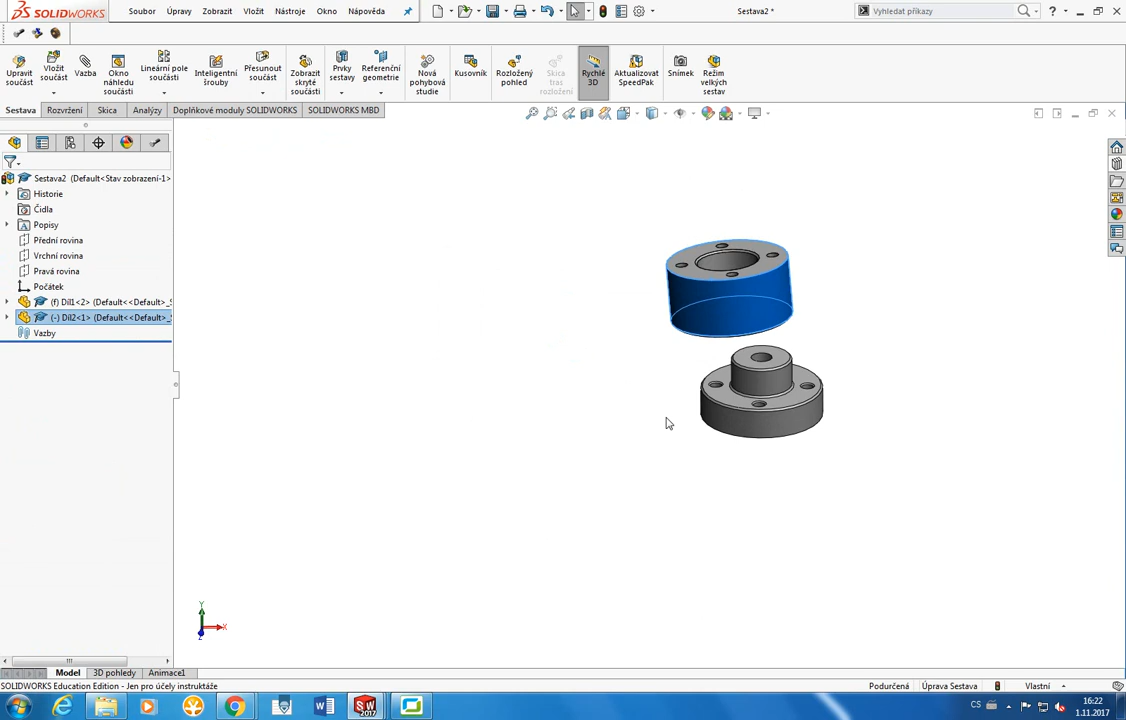 SOLIDWORKS
Soubor Úpravy Zobrazit Vložit Nástroje Okno Nápověda
Sestava2 *
Vyhledat příkazy
Upravit součást
Vložit součást
Vazba
Okno náhledu součásti
Lineární pole součásti
Inteligentní šrouby
Přesunout součást
Zobrazit skryté součásti
Prvky sestavy
Referenční geometrie
Nová pohybová studie
Kusovník
Rozložený pohled
Skica tras rozložení
Rychlé 3D
Aktualizovat SpeedPak
Snímek
Režim velkých sestav
Sestava Rozvržení Skica Analýzy Doplňkové moduly SOLIDWORKS SOLIDWORKS MBD
Sestava2 (Default<Stav zobrazení-1>
Historie
Čidla
Popisy
Přední rovina
Vrchní rovina
Pravá rovina
Počátek
(f) Díl1<2> (Default<<Default>_S
(-) Díl2<1> (Default<<Default>_S
Vazby
Y
X
Z
Model 3D pohledy Animace1
SOLIDWORKS Education Edition - Jen pro účely instruktáže
Podurčená Úprava Sestava Vlastní
SW 2017
CS
16:22
1.11.2017